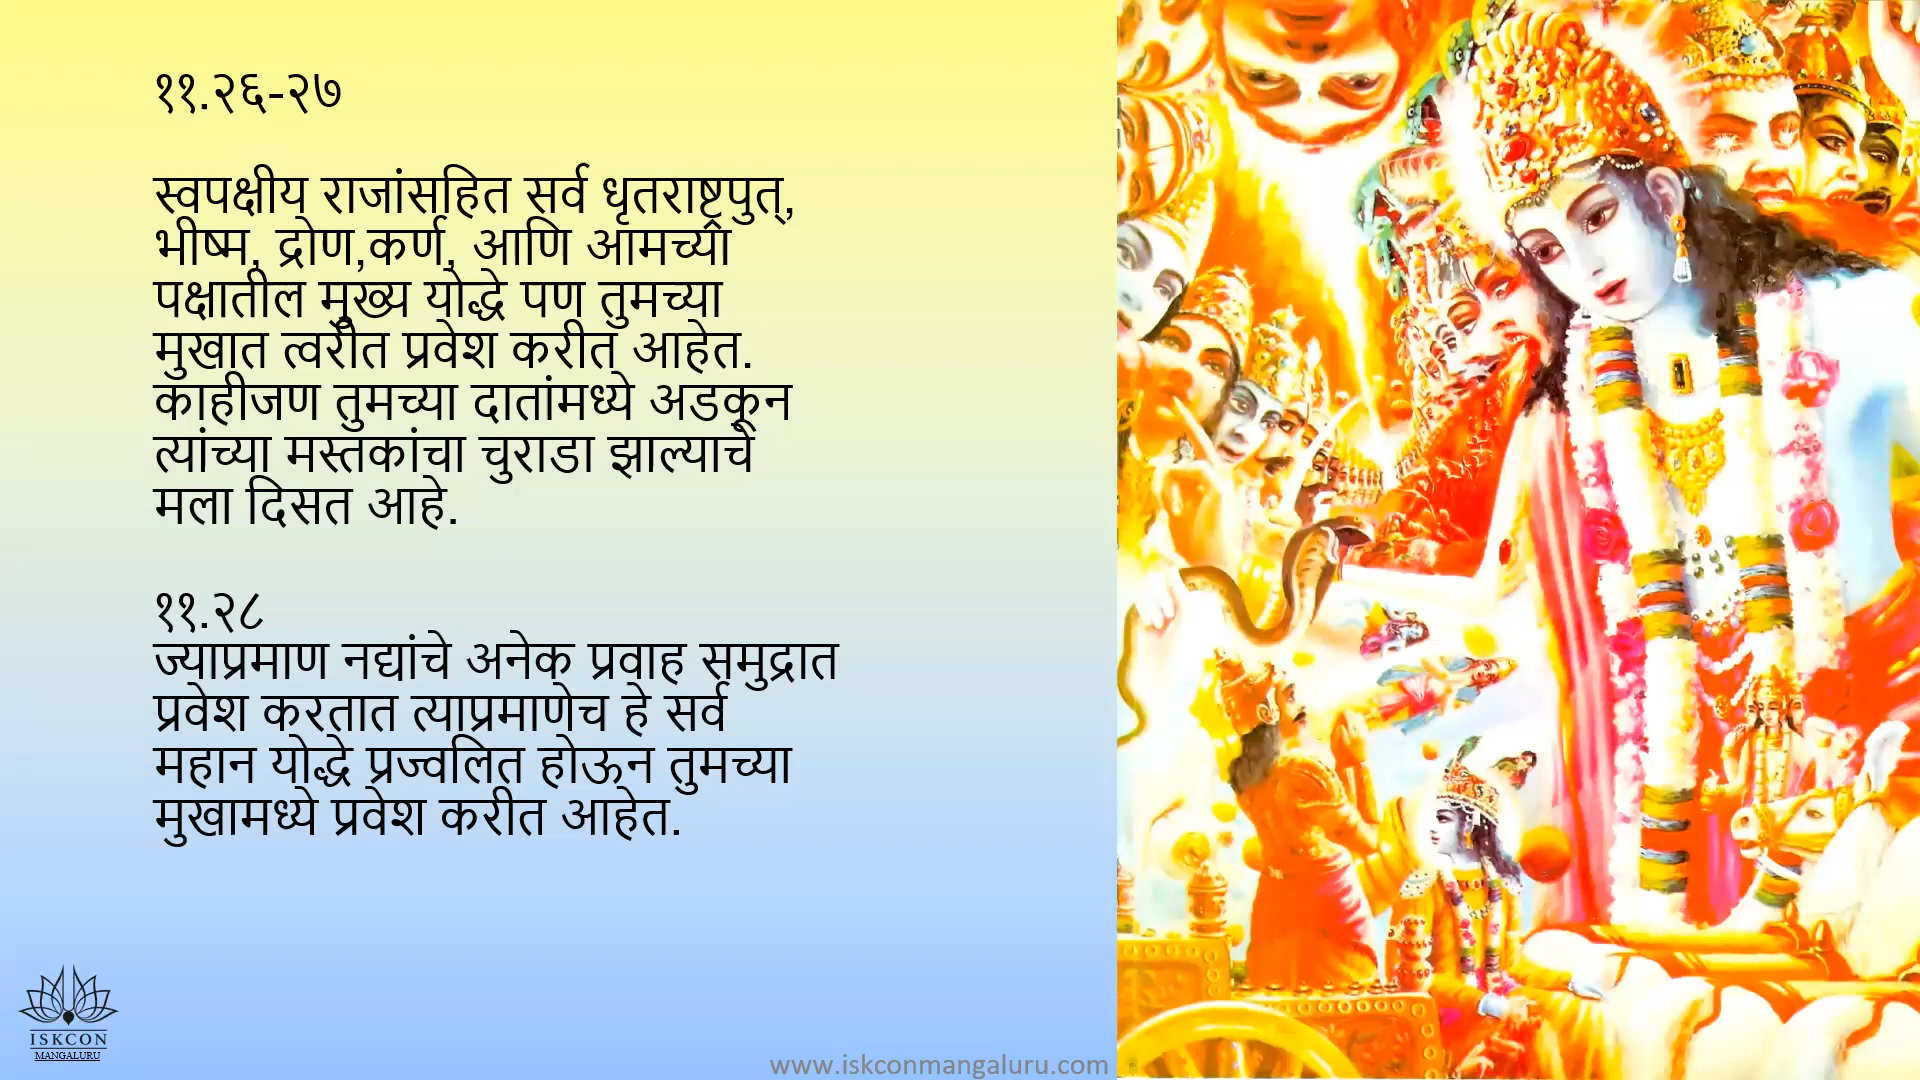 ११.२६-२७
स्वपक्षीय राजांसहित सर्व धृतराष्ट्रपुत्,
भीष्म, द्रोण,कर्ण, आणि आमच्या
पक्षातील मुख्य योद्धे पण तुमच्या
मुखात त्वरीत प्रवेश करीत आहेत.
काहीजण तुमच्या दातांमध्ये अडकून
त्यांच्या मस्तकांचा चुराडा झाल्याचे
मला दिसत आहे.
११.२८
ज्याप्रमाण नद्यांचे अनेक प्रवाह समुद्रात
प्रवेश करतात त्याप्रमाणेच हे सर्व
महान योद्धे प्रज्वलित होऊन तुमच्या
मुखामध्ये प्रवेश करीत आहेत.
ISKCON
MANGALURU
www.iskconmangaluru.com